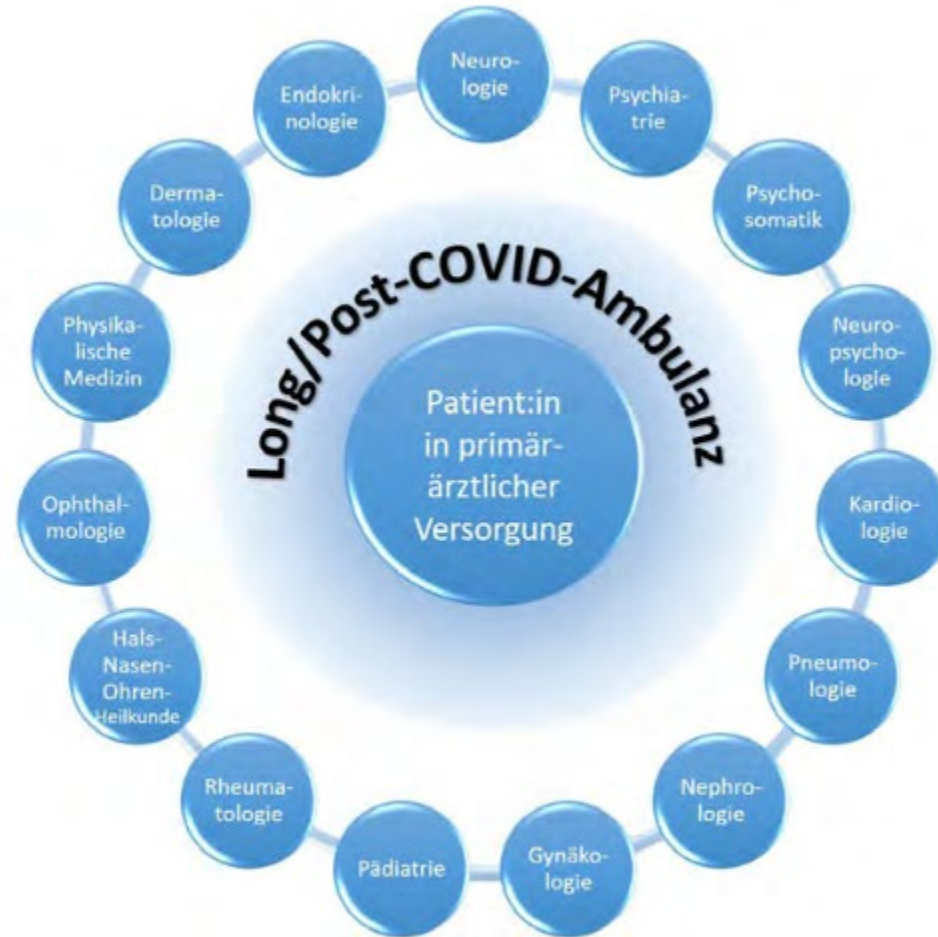 Neuro-
logie
Psychia-
trie
Psycho-
somatik
Neuro-
psycho-
logie
Kardio-
logie
Pneumo-
logie
Nephro-
logie
Gynäko-
logie
Pädiatrie
Rheuma-
tologie
Hals-
Nasen-
Ohren-
Heilkunde
Ophthal-
mologie
Physika-
lische
Medizin
Derma-
tologie
Endokri-
nologie
Long/Post-COVID-Ambulanz
Patient:in
in primär-
ärztlicher
Versorgung